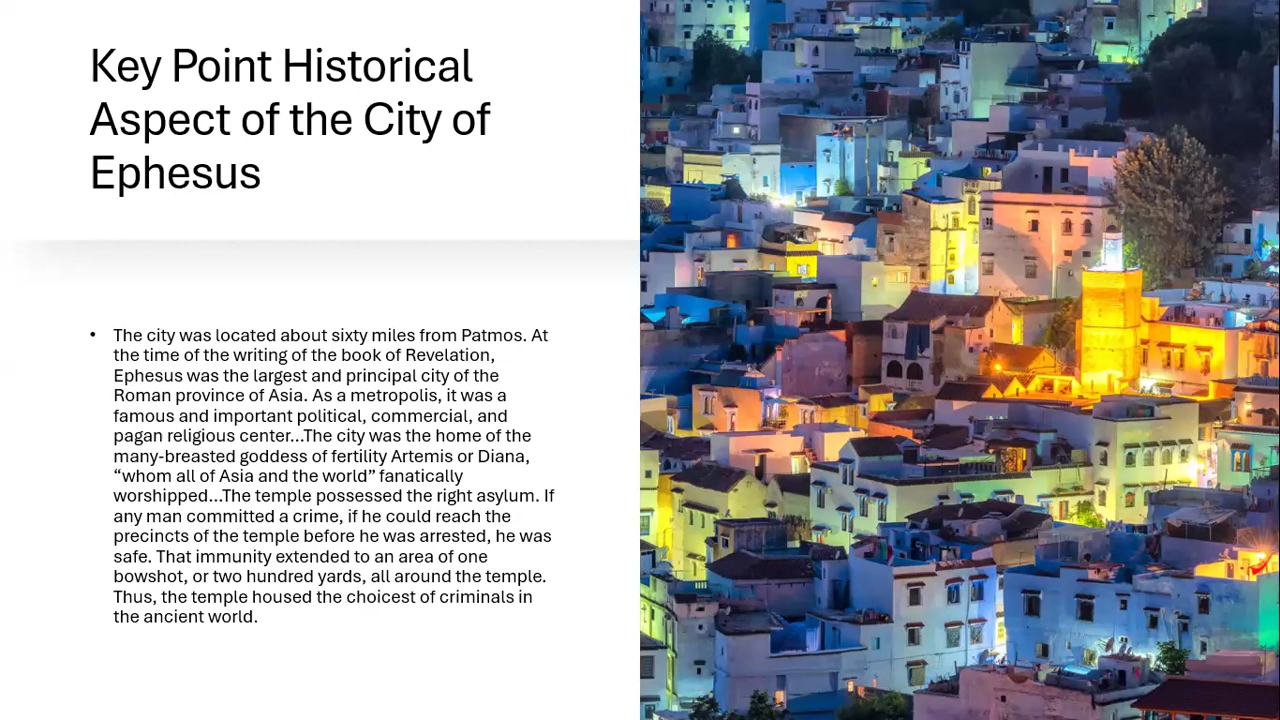 Key Point Historical
Aspect of the City of
Ephesus
• The city was located about sixty miles from Patmos. At
the time of the writing of the book of Revelation,
Ephesus was the largest and principal city of the
Roman province of Asia. As a metropolis, it was a
famous and important political, commercial, and
pagan religious center…The city was the home of the
many-breasted goddess of fertility Artemis or Diana,
“whom all of Asia and the world” fanatically
worshipped…The temple possessed the right asylum. If
any man committed a crime, if he could reach the
precincts of the temple before he was arrested, he was
safe. That immunity extended to an area of one
bowshot, or two hundred yards, all around the temple.
Thus, the temple housed the choicest of criminals in
the ancient world.